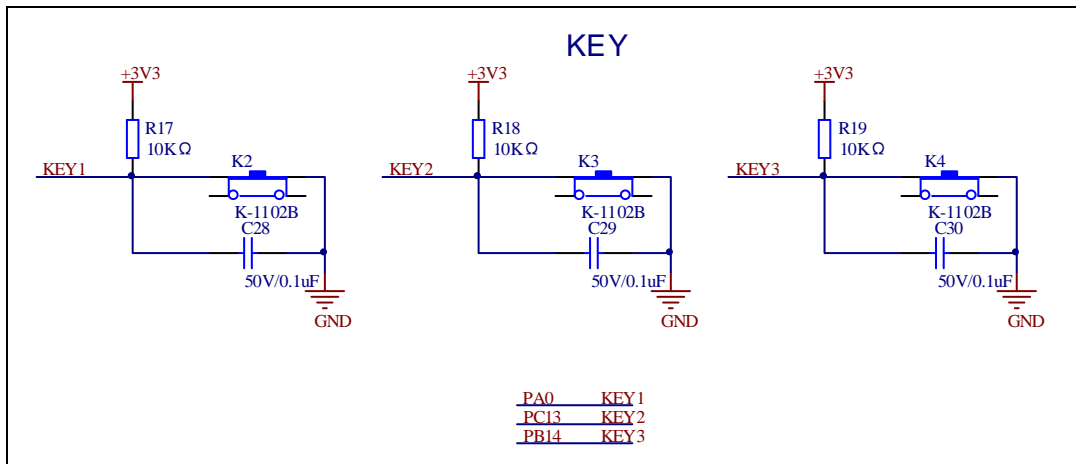 KEY
+3V3
R17
10KΩ
KEY1
K2
K-1102B
C28
50V/0.1uF
GND
+3V3
R18
10KΩ
KEY2
K3
K-1102B
C29
50V/0.1uF
GND
+3V3
R19
10KΩ
KEY3
K4
K-1102B
C30
50V/0.1uF
GND
PA0 KEY1
PC13 KEY2
PB14 KEY3